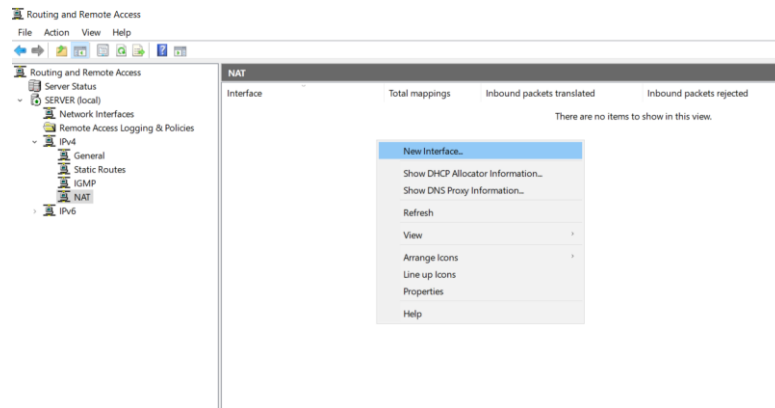 Routing and Remote Access
File Action View Help
Routing and Remote Access
Server Status
SERVER (local)
Network Interfaces
Remote Access Logging & Policies
IPv4
General
Static Routes
IGMP
NAT
IPv6
NAT
Interface Total mappings Inbound packets translated Inbound packets rejected
There are no items to show in this view.
New Interface...
Show DHCP Allocator Information...
Show DNS Proxy Information...
Refresh
View
Arrange Icons
Line up Icons
Properties
Help